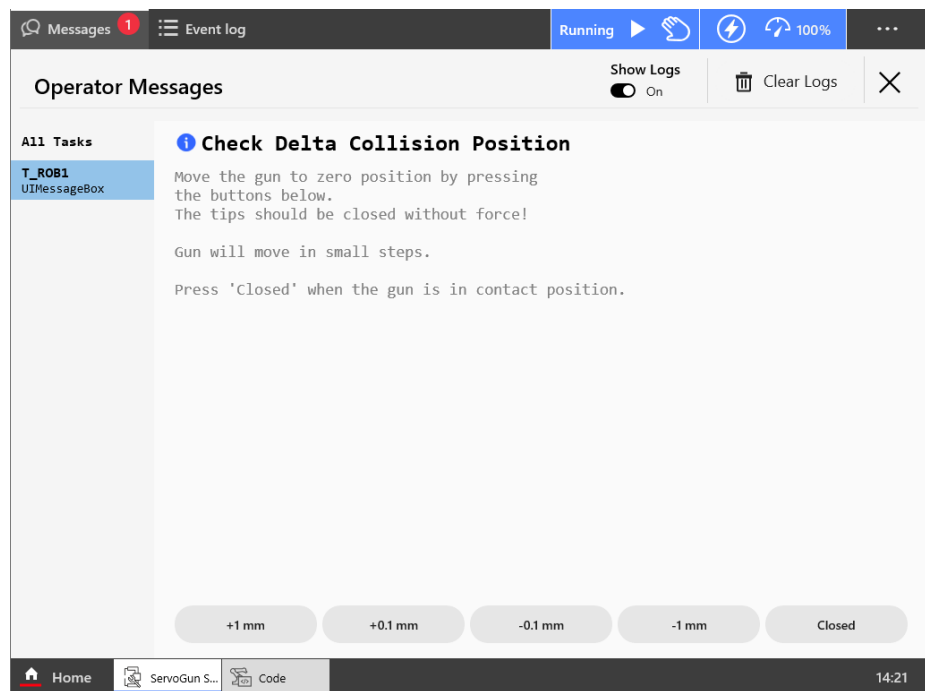 Messages 1 Event log Running 100% ...
Operator Messages Show Logs On Clear Logs
All Tasks
T_ROB1
UIMessageBox
Check Delta Collision Position
Move the gun to zero position by pressing
the buttons below.
The tips should be closed without force!
Gun will move in small steps.
Press 'Closed' when the gun is in contact position.
+1 mm +0.1 mm -0.1 mm -1 mm Closed
Home ServoGun S... Code 14:21